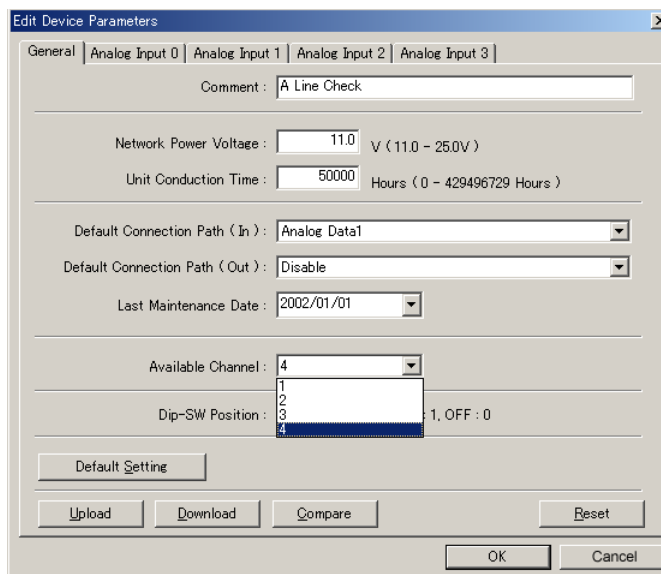 Edit Device Parameters
General Analog Input 0 Analog Input 1 Analog Input 2 Analog Input 3
Comment : A Line Check
Network Power Voltage : 11.0 V ( 11.0 - 25.0V )
Unit Conduction Time : 50000 Hours ( 0 - 429496729 Hours )
Default Connection Path ( In ) : Analog Data1
Default Connection Path ( Out ) : Disable
Last Maintenance Date : 2002/01/01
Available Channel : 4
1
2
Dip-SW Position : 3 : 1, OFF : 0
4
Default Setting
Upload Download Compare Reset
OK Cancel